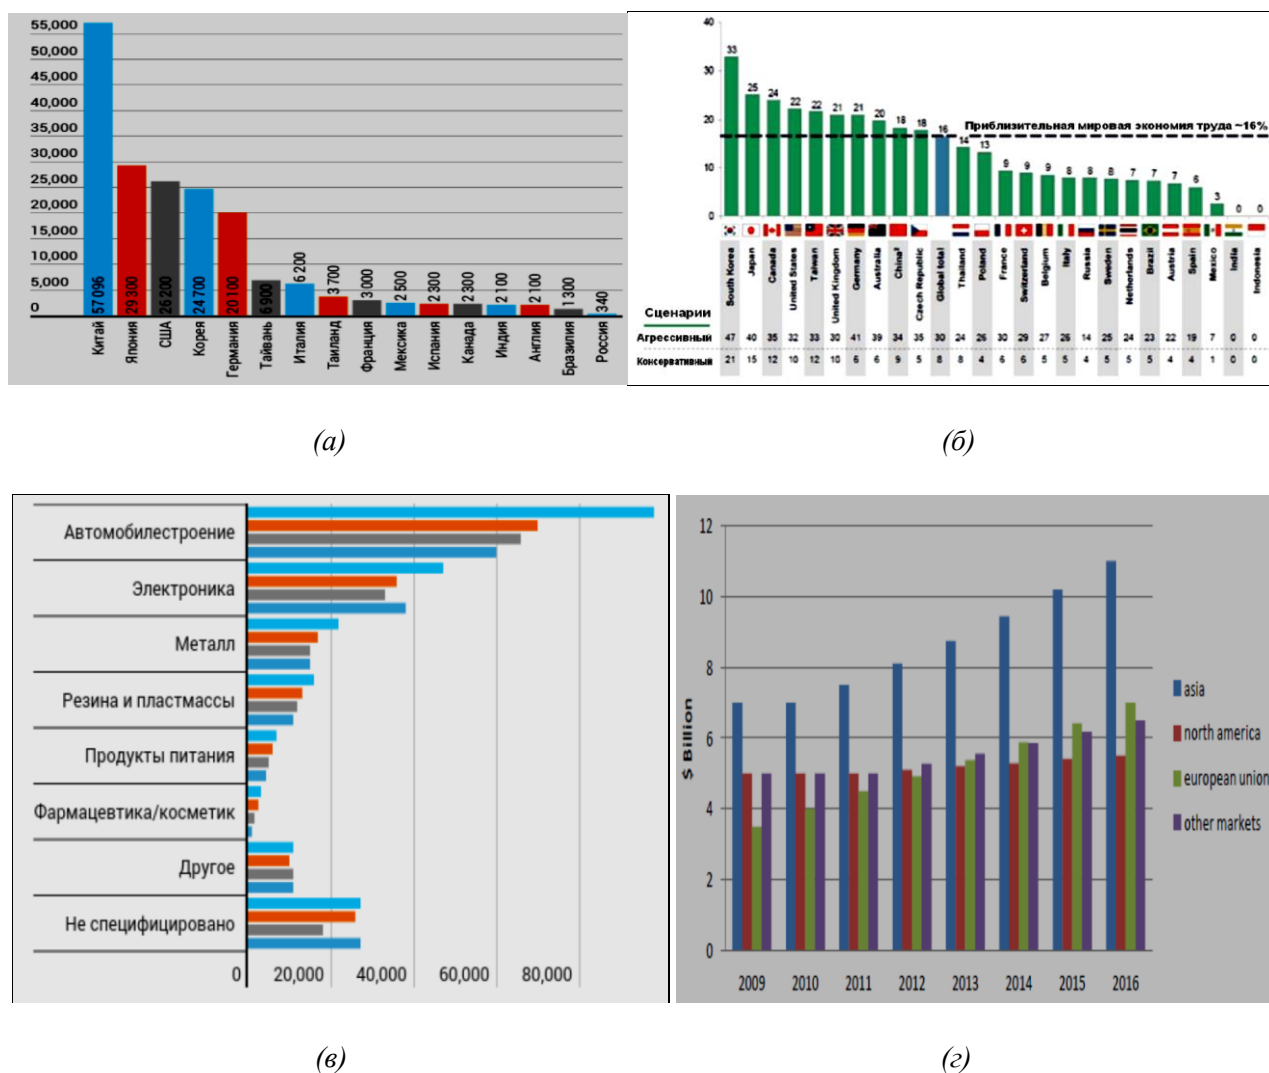 55,000
50,000
45,000
40,000
35,000
30,000
25,000
20,000
15,000
10,000
5,000
0
57 096
29 300
26 200
24 700
20 100
6 900
6 200
3 700
3 000
2 500
2 300
2 300
2 100
2 100
1 300
340
Китай
Япония
США
Корея
Германия
Тайвань
Италия
Таиланд
Франция
Мексика
Испания
Канада
Индия
Англия
Бразилия
Россия
(а)
40
30
20
10
0
33 25 24 22 22 21 21 20 18 18 16 14 13 9 9 9 8 8 8 7 7 7 6 3 0 0
Приблизительная мировая экономия труда ~16%
South Korea
Japan
Canada
United States
Taiwan
United Kingdom
Germany
Australia
China³
Czech Republic
Global total
Thailand
Poland
France
Switzerland
Belgium
Italy
Russia
Sweden
Netherlands
Brazil
Austria
Spain
Mexico
India
Indonesia
Сценарии
Агрессивный 47 40 35 32 33 30 41 39 34 35 30 24 26 30 29 27 26 14 25 24 23 22 19 7 0 0
Консервативный 21 15 12 10 12 10 6 6 9 5 8 8 4 6 6 5 5 4 5 5 5 4 4 1 0 0
(б)
Автомобилестроение
Электроника
Металл
Резина и пластмассы
Продукты питания
Фармацевтика/косметик
Другое
Не специфицировано
0 20,000 40,000 60,000 80,000
(в)
12
10
8
6
4
2
0
$ Billion
2009 2010 2011 2012 2013 2014 2015 2016
asia
north america
european union
other markets
(г)